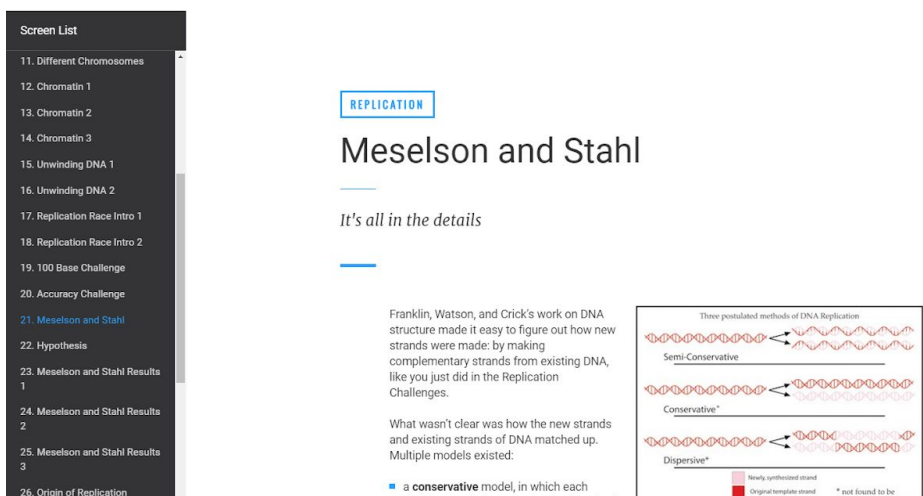 Screen List
11. Different Chromosomes
12. Chromatin 1
13. Chromatin 2
14. Chromatin 3
15. Unwinding DNA 1
16. Unwinding DNA 2
17. Replication Race Intro 1
18. Replication Race Intro 2
19. 100 Base Challenge
20. Accuracy Challenge
21. Meselson and Stahl
22. Hypothesis
23. Meselson and Stahl Results
1
24. Meselson and Stahl Results
2
25. Meselson and Stahl Results
3
26. Origin of Replication
REPLICATION
Meselson and Stahl
It's all in the details
Franklin, Watson, and Crick's work on DNA
structure made it easy to figure out how new
strands were made: by making
complementary strands from existing DNA,
like you just did in the Replication
Challenges.
What wasn't clear was how the new strands
and existing strands of DNA matched up.
Multiple models existed:
a conservative model, in which each
Three postulated methods of DNA Replication
Semi-Conservative
Conservative*
Dispersive*
Newly synthesized strand
Original template strand
* not found to be